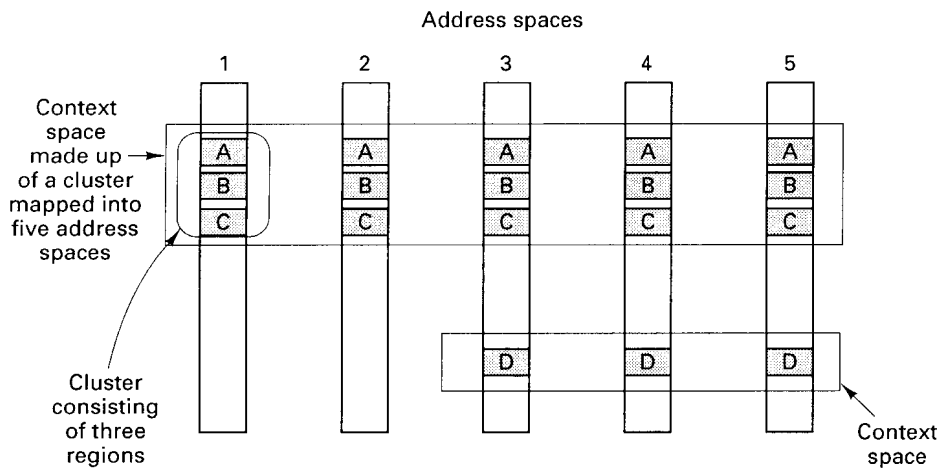 Address spaces
1 2 3 4 5
Context
space
made up
of a cluster
mapped into
five address
spaces
A A A A A
B B B B B
C C C C C
D D D
Cluster
consisting
of three
regions
Context
space